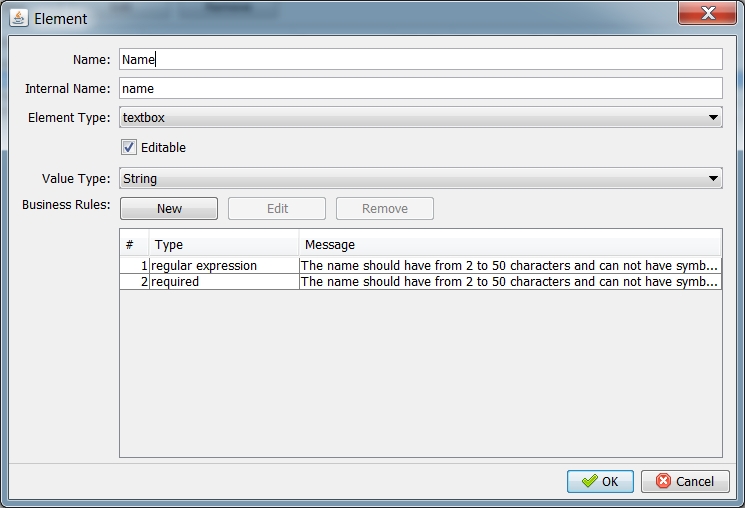 Element
Name: Name
Internal Name: name
Element Type: textbox
Editable
Value Type: String
Business Rules: New Edit Remove
# Type Message
1 regular expression The name should have from 2 to 50 characters and can not have symb...
2 required The name should have from 2 to 50 characters and can not have symb...
OK Cancel